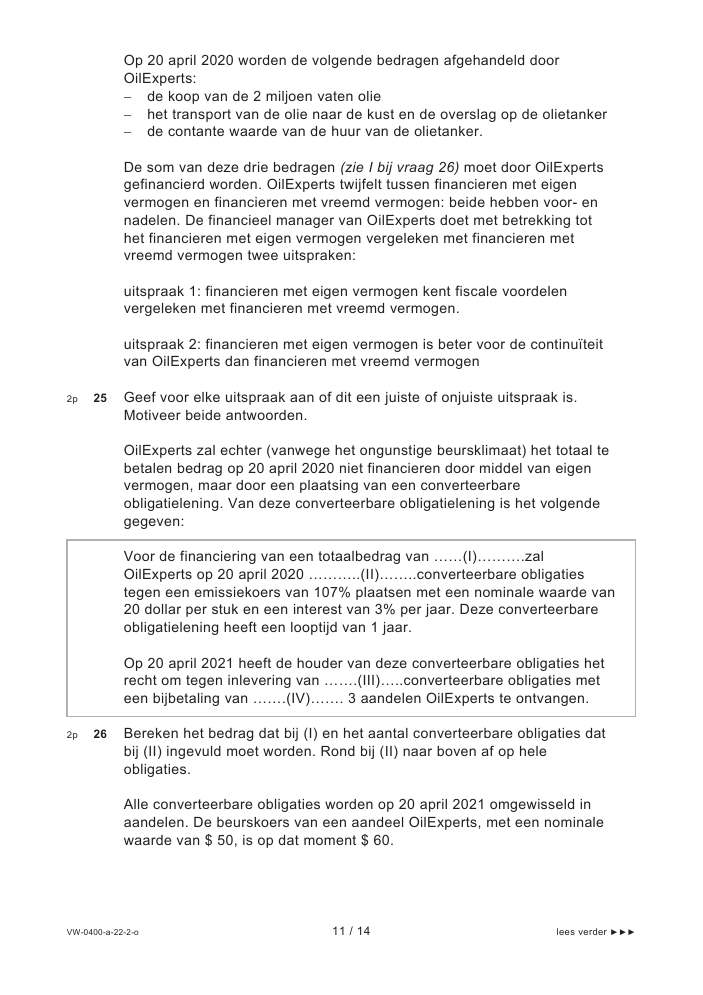 Op 20 april 2020 worden de volgende bedragen afgehandeld door
OilExperts:
– de koop van de 2 miljoen vaten olie
– het transport van de olie naar de kust en de overslag op de olietanker
– de contante waarde van de huur van de olietanker.
De som van deze drie bedragen (zie I bij vraag 26) moet door OilExperts
gefinancierd worden. OilExperts twijfelt tussen financieren met eigen
vermogen en financieren met vreemd vermogen: beide hebben voor- en
nadelen. De financieel manager van OilExperts doet met betrekking tot
het financieren met eigen vermogen vergeleken met financieren met
vreemd vermogen twee uitspraken:
uitspraak 1: financieren met eigen vermogen kent fiscale voordelen
vergeleken met financieren met vreemd vermogen.
uitspraak 2: financieren met eigen vermogen is beter voor de continuïteit
van OilExperts dan financieren met vreemd vermogen
2p 25 Geef voor elke uitspraak aan of dit een juiste of onjuiste uitspraak is.
Motiveer beide antwoorden.
OilExperts zal echter (vanwege het ongunstige beursklimaat) het totaal te
betalen bedrag op 20 april 2020 niet financieren door middel van eigen
vermogen, maar door een plaatsing van een converteerbare
obligatielening. Van deze converteerbare obligatielening is het volgende
gegeven:
Voor de financiering van een totaalbedrag van ……(I)……….zal
OilExperts op 20 april 2020 ………..(II)……..converteerbare obligaties
tegen een emissiekoers van 107% plaatsen met een nominale waarde van
20 dollar per stuk en een interest van 3% per jaar. Deze converteerbare
obligatielening heeft een looptijd van 1 jaar.
Op 20 april 2021 heeft de houder van deze converteerbare obligaties het
recht om tegen inlevering van …….(III)…..converteerbare obligaties met
een bijbetaling van …….(IV)……. 3 aandelen OilExperts te ontvangen.
2p 26 Bereken het bedrag dat bij (I) en het aantal converteerbare obligaties dat
bij (II) ingevuld moet worden. Rond bij (II) naar boven af op hele
obligaties.
Alle converteerbare obligaties worden op 20 april 2021 omgewisseld in
aandelen. De beurskoers van een aandeel OilExperts, met een nominale
waarde van $ 50, is op dat moment $ 60.
VW-0400-a-22-2-o 11 / 14 lees verder ►►►